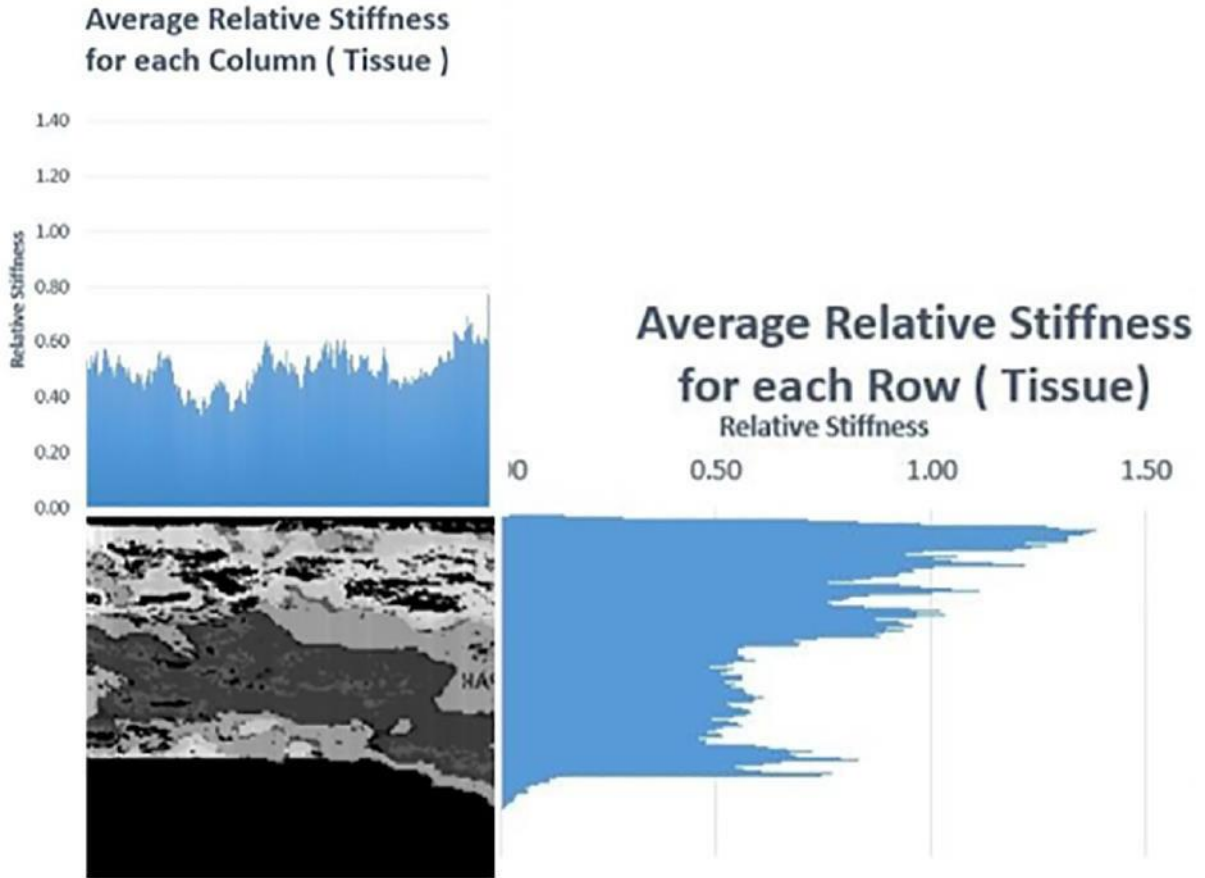 Average Relative Stiffness
for each Column ( Tissue )
1.40
1.20
1.00
0.80
0.60
0.40
0.20
0.00
Relative Stiffness
Average Relative Stiffness
for each Row ( Tissue)
Relative Stiffness
0.50 1.00 1.50